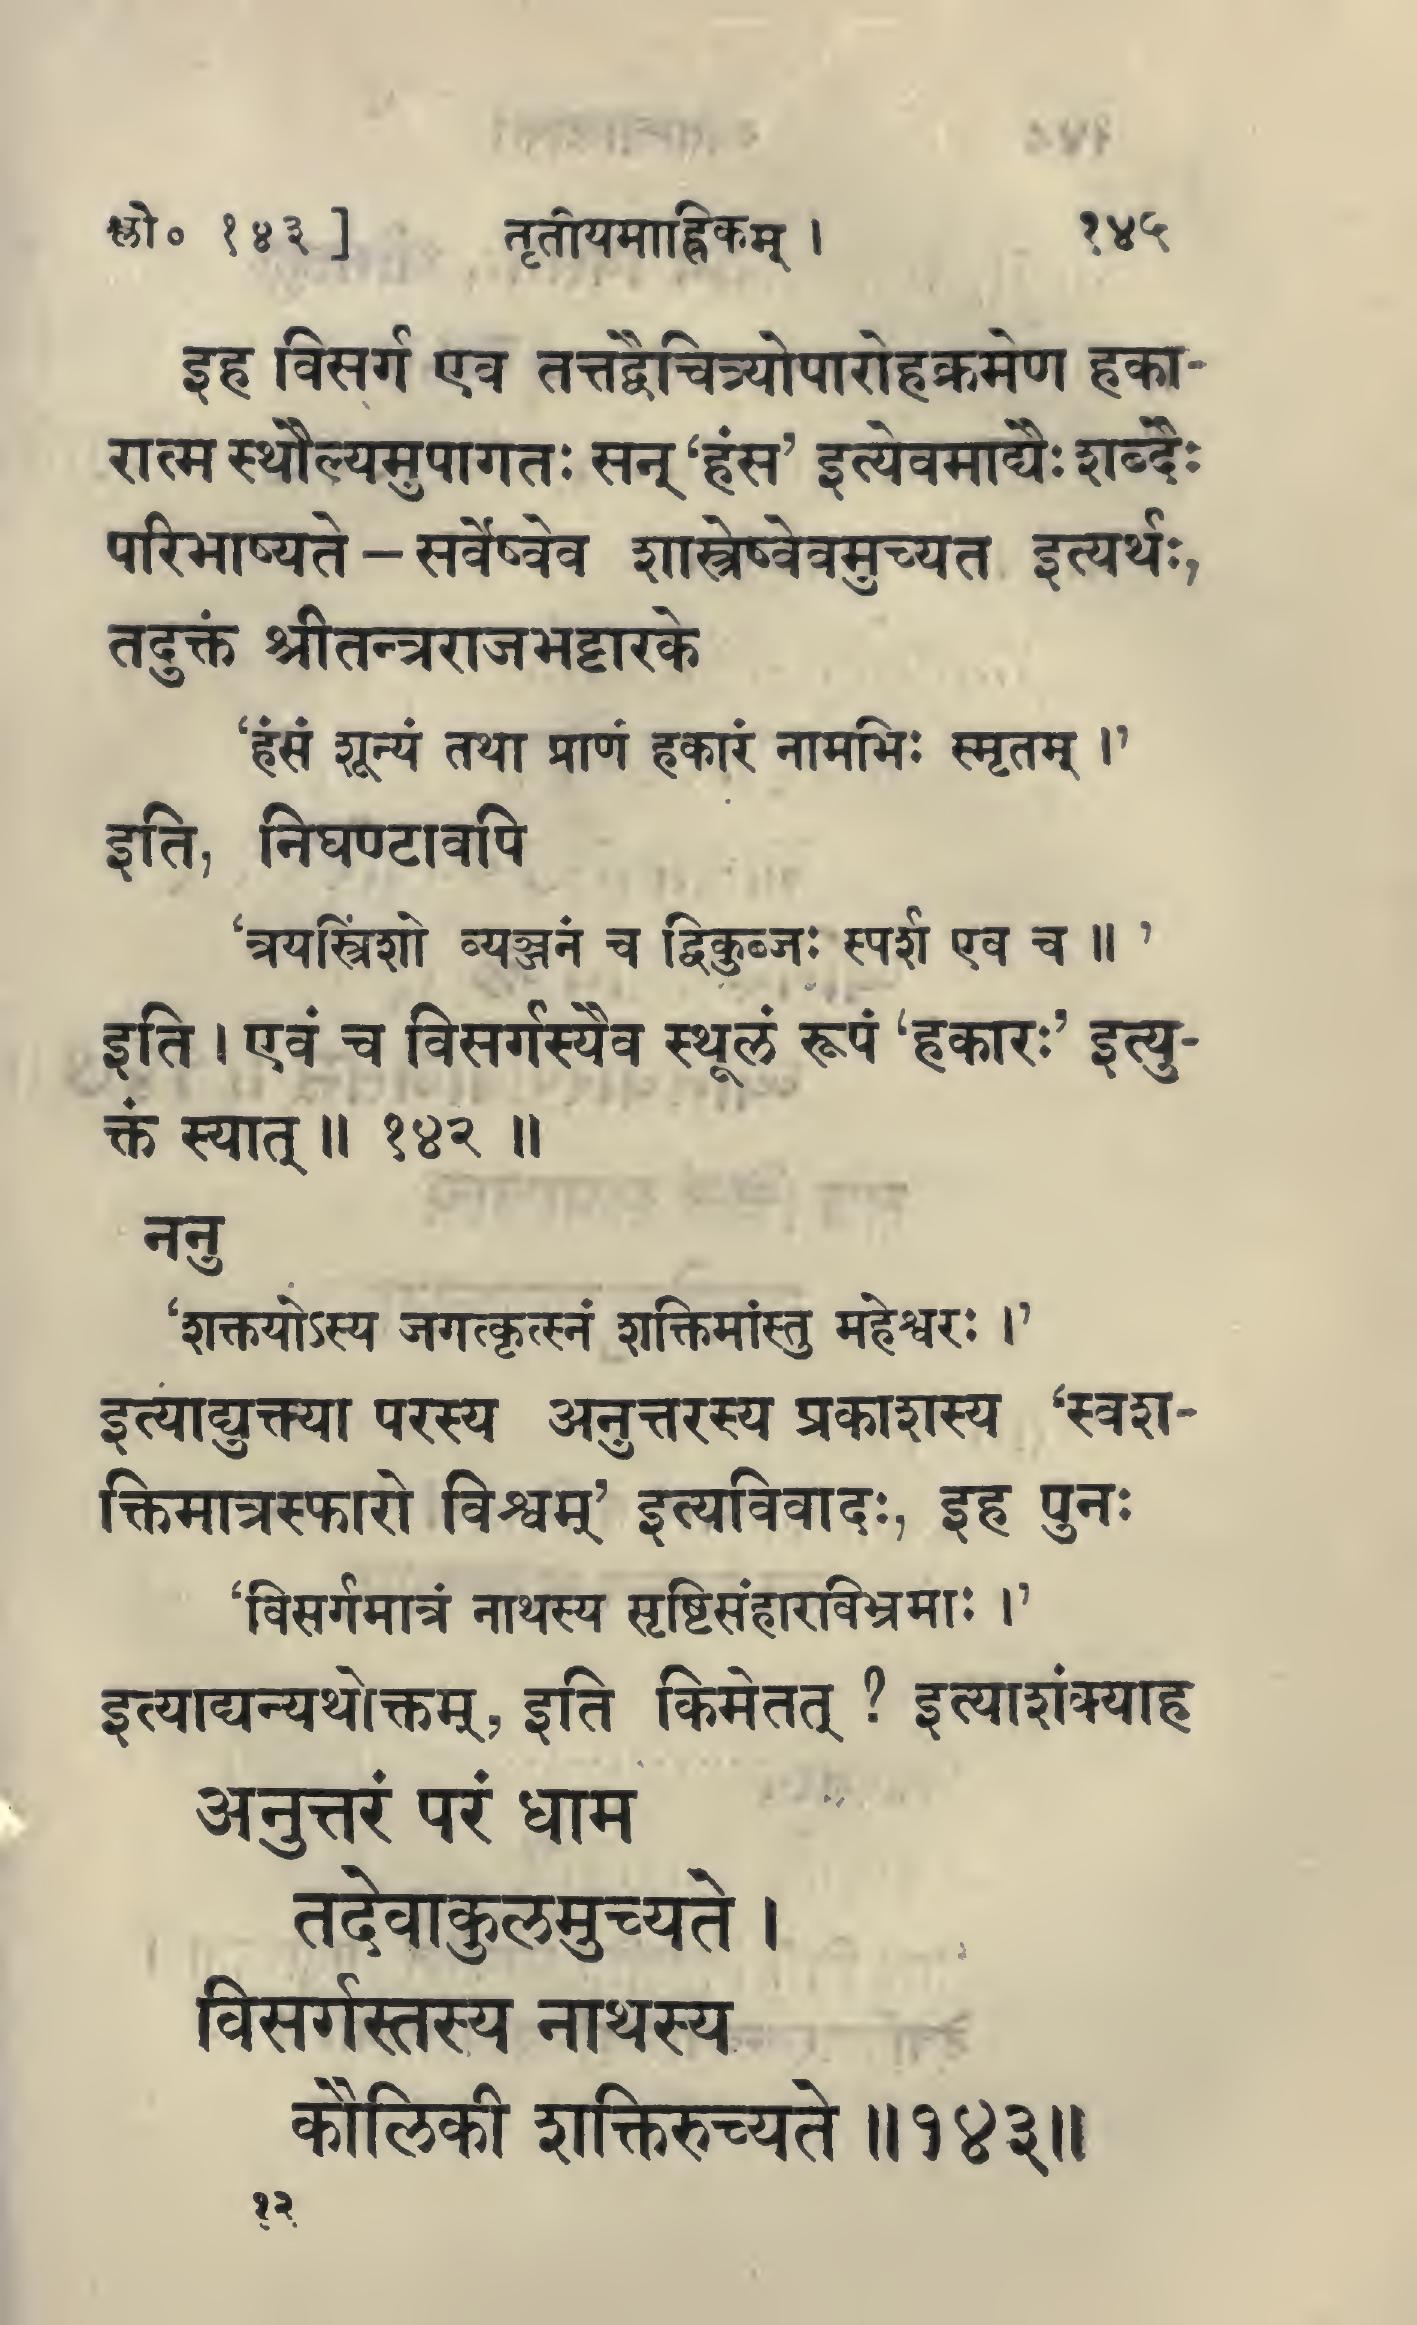 श्लो० १४३ ] तृतीयमाह्निकम् । १४५
इह विसर्ग एव तत्तद्वैचित्र्योपारोहक्रमेण हका-
रात्म स्थौल्यमुपागतः सन् ‘हंस’ इत्येवमाद्यैः शब्दैः
परिभाष्यते – सर्वेष्वेव शास्त्रेष्वेवमुच्यत इत्यर्थः,
तदुक्तं श्रीतन्त्रराजभट्टारके
‘हंसं शून्यं तथा प्राणं हकारं नामभिः स्मृतम् ।’
इति, निघण्टावपि
‘त्रयस्त्रिंशो व्यञ्जनं च द्विकुब्जः स्पर्श एव च ॥ ’
इति । एवं च विसर्गस्यैव स्थूलं रूपं ‘हकारः’ इत्यु-
क्तं स्यात् ॥ १४२ ॥
ननु
‘शक्तयोऽस्य जगत्कृत्स्नं शक्तिमांस्तु महेश्वरः ।’
इत्याद्युक्त्या परस्य अनुत्तरस्य प्रकाशस्य ‘स्वश-
क्तिमात्रस्फारो विश्वम्’ इत्यविवादः, इह पुनः
‘विसर्गमात्रं नाथस्य सृष्टिसंहारविभ्रमाः ।’
इत्याद्यन्यथोक्तम्, इति किमेतत् ? इत्याशंक्याह
अनुत्तरं परं धाम
तदेवाकुलमुच्यते ।
विसर्गस्तस्य नाथस्य
कौलिकी शक्तिरुच्यते ॥१४३॥
१२